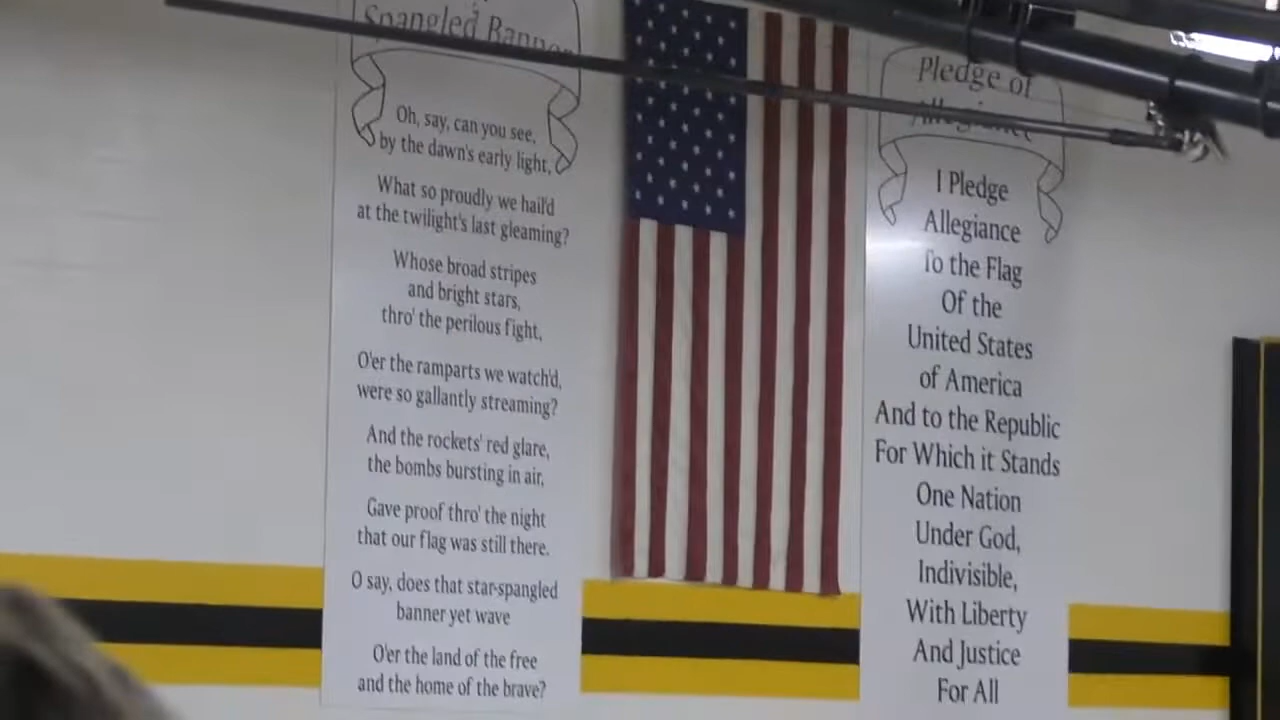 Spangled Banner
Oh, say, can you see,
by the dawn's early light,
What so proudly we hail'd
at the twilight's last gleaming?
Whose broad stripes
and bright stars,
thro' the perilous fight,
O'er the ramparts we watch'd,
were so gallantly streaming?
And the rockets' red glare,
the bombs bursting in air,
Gave proof thro' the night
that our flag was still there.
O say, does that star-spangled
banner yet wave
O'er the land of the free
and the home of the brave?
Pledge of
Allegiance
I Pledge
Allegiance
To the Flag
Of the
United States
of America
And to the Republic
For Which it Stands
One Nation
Under God,
Indivisible,
With Liberty
And Justice
For All